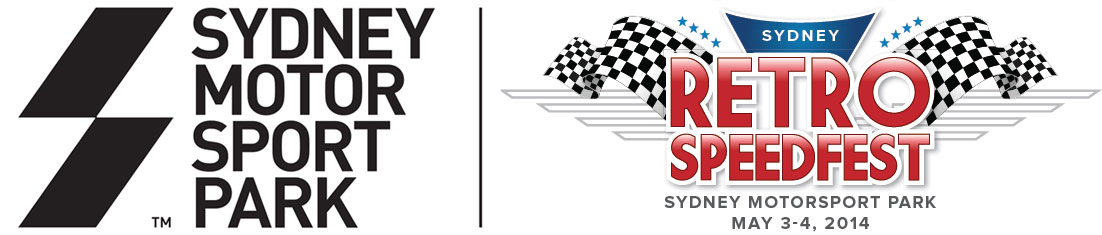 SYDNEY
MOTOR
SPORT
PARK
TM
SYDNEY
RETRO
SPEEDFEST
SYDNEY MOTORSPORT PARK
MAY 3-4, 2014